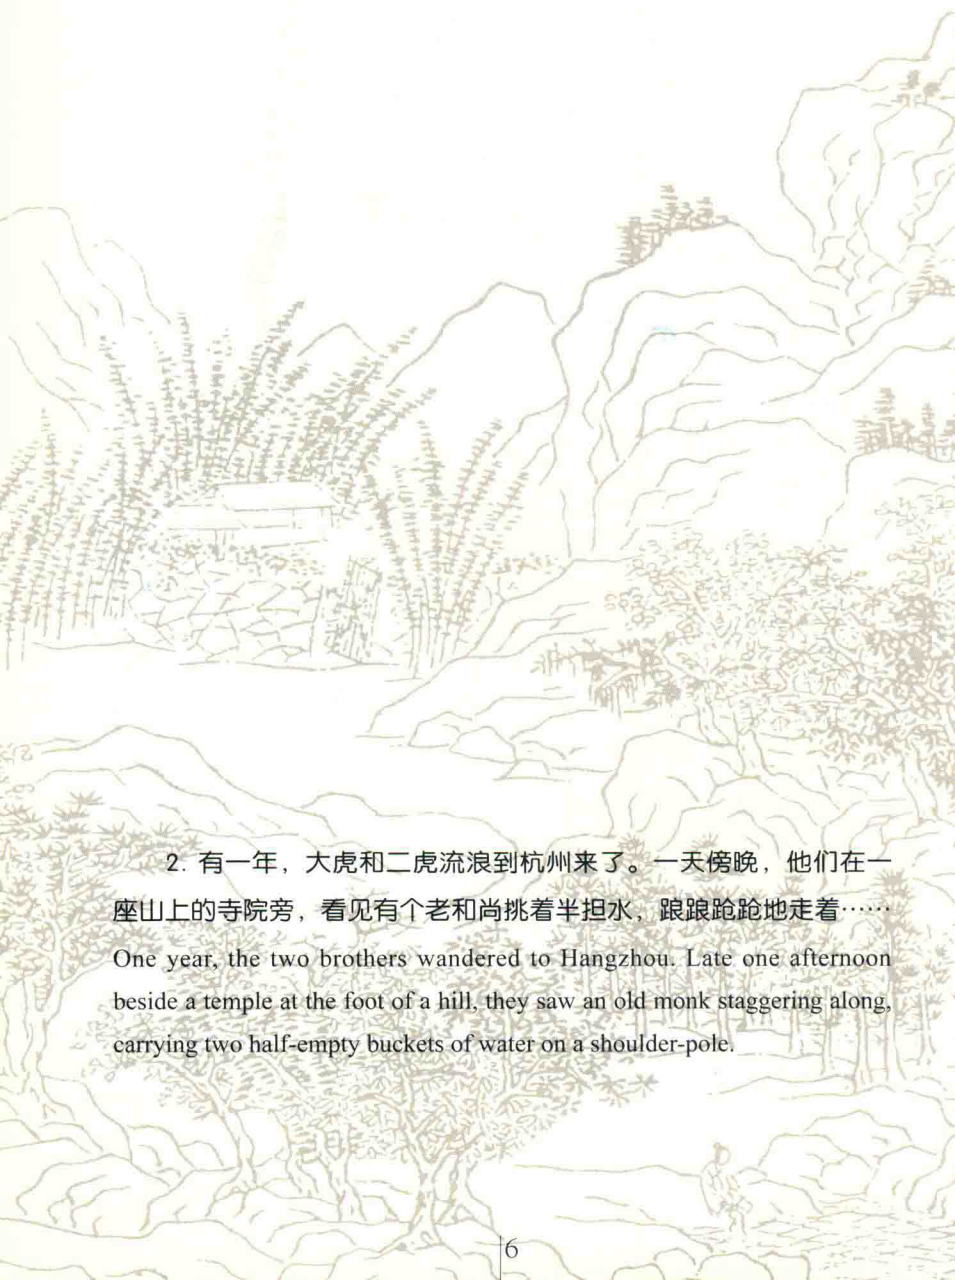 2. 有一年，大虎和二虎流浪到杭州来了。一天傍晚，他们在一
座山上的寺院旁，看见有个老和尚挑着半担水，踉踉跄跄地走着……
One year, the two brothers wandered to Hangzhou. Late one afternoon
beside a temple at the foot of a hill, they saw an old monk staggering along,
carrying two half-empty buckets of water on a shoulder-pole.
6